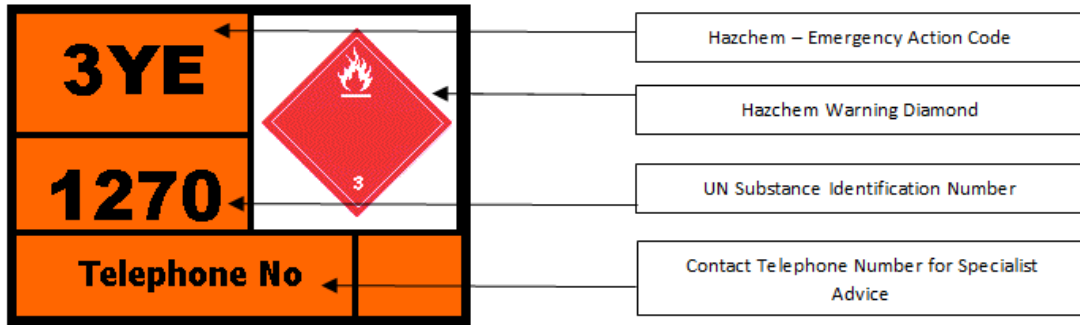 3YE
3
1270
Telephone No
Hazchem – Emergency Action Code
Hazchem Warning Diamond
UN Substance Identification Number
Contact Telephone Number for Specialist
Advice